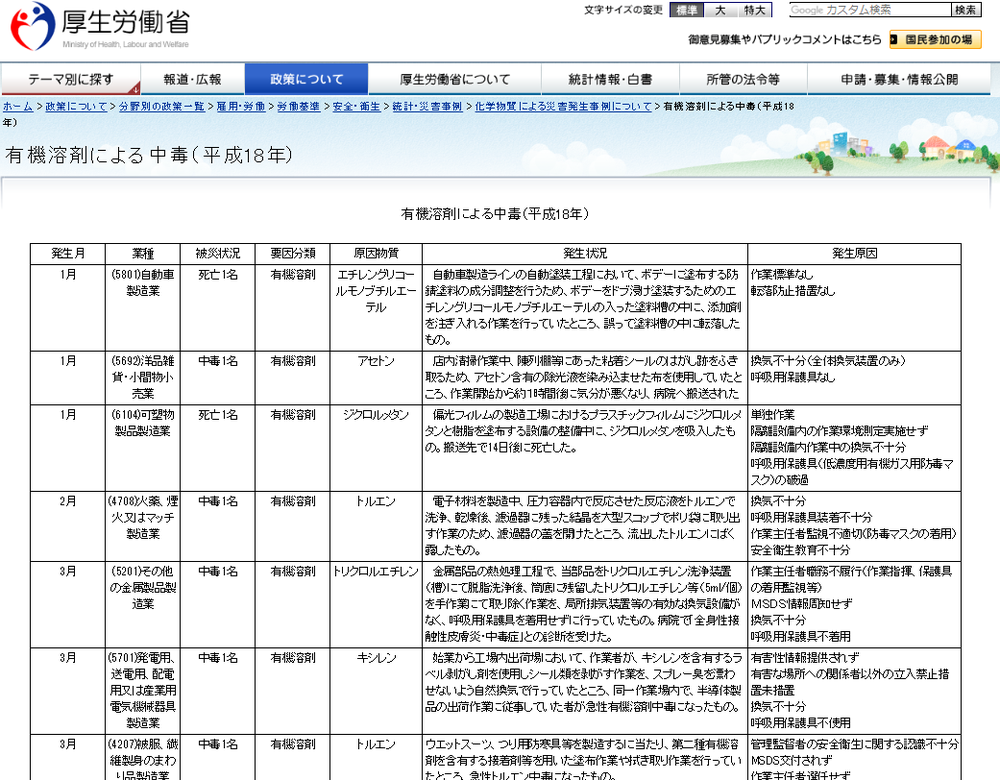 厚生労働省
Ministry of Health, Labour and Welfare
文字サイズの変更 標準 大 特大 Google カスタム検索 検索
御意見募集やパブリックコメントはこちら 国民参加の場
テーマ別に探す 報道・広報 政策について 厚生労働省について 統計情報・白書 所管の法令等 申請・募集・情報公開
ホーム > 政策について > 分野別の政策一覧 > 雇用・労働 > 労働基準 > 安全・衛生 > 統計・災害事例 > 化学物質による災害発生事例について > 有機溶剤による中毒(平成18
年)
有機溶剤による中毒(平成18年)
有機溶剤による中毒(平成18年)
発生月 業種 被災状況 要因分類 原因物質 発生状況 発生原因
1月
(5801)自動車
製造業
死亡1名
有機溶剤
エチレングリコー
ルモノブチルエー
テル
自動車製造ラインの自動塗装工程において、ボデーに塗布する防
錆塗料の成分調整を行うため、ボデーをドブ漬け塗装するためのエ
チレングリコールモノブチルエーテルの入った塗料槽の中に、添加剤
を注ぎ入れる作業を行っていたところ、誤って塗料槽の中に転落した
もの。
作業標準なし
転落防止措置なし
1月
(5692)洋品雑
貨・小間物小
売業
中毒1名
有機溶剤
アセトン
店内清掃作業中、陳列棚等にあった粘着シールのはがし跡をふき
取るため、アセトン含有の除光液を染み込ませた布を使用していたと
ころ、作業開始から約1時間後に気分が悪くなり、病院へ搬送された
換気不十分(全体換気装置のみ)
呼吸用保護具なし
1月
(6104)可塑物
製品製造業
死亡1名
有機溶剤
ジクロルメタン
偏光フィルムの製造工場におけるプラスチックフィルムにジクロルメ
タンと樹脂を塗布する設備の整備中に、ジクロルメタンを吸入したも
の。搬送先で14日後に死亡した。
単独作業
隔離設備内の作業環境測定実施せず
隔離設備内作業中の換気不十分
呼吸用保護具(低濃度用有機ガス用防毒マ
スク)の破過
2月
(4708)火薬、煙
火又はマッチ
製造業
中毒1名
有機溶剤
トルエン
電子材料を製造中、圧力容器内で反応させた反応液をトルエンで
洗浄、乾燥後、濾過器に残った結晶を大型スコップでポリ袋に取り出
す作業のため、濾過器の蓋を開けたところ、流出したトルエンにばく
露したもの。
換気不十分
呼吸用保護具装着不十分
作業主任者監視不適切(防毒マスクの着用)
安全衛生教育不十分
3月
(5201)その他
の金属製品製
造業
中毒1名
有機溶剤
トリクロルエチレン
金属部品の熱処理工程で、当部品をトリクロルエチレン洗浄装置
(槽)にて脱脂洗浄後、筒底に残留したトリクロルエチレン等(5ml/個)
を手作業にて取り除く作業を、局所排気装置等の有効な換気設備が
なく、呼吸用保護具を着用せずに行っていたもの。病院で「全身性接
触性皮膚炎・中毒症」との診断を受けた。
作業主任者職務不履行(作業指揮、保護具
の着用監視等)
MSDS情報周知せず
換気不十分
呼吸用保護具不着用
3月
(5701)発電用、
送電用、配電
用又は産業用
電気機械器具
製造業
中毒1名
有機溶剤
キシレン
始業から工場内出荷場において、作業者が、キシレンを含有するラ
ベル剥がし剤を使用しシール類を剥がす作業を、スプレー臭を漂わ
せないよう自然換気で行っていたところ、同一作業場内で、半導体製
品の出荷作業に従事していた者が急性有機溶剤中毒になったもの。
有害性情報提供されず
有害な場所への関係者以外の立入禁止措
置未措置
換気不十分
呼吸用保護具不使用
3月
(4207)被服、繊
維製身のまわ
り品製造業
中毒1名
有機溶剤
トルエン
ウエットスーツ、つり用防寒具等を製造するに当たり、第二種有機溶
剤を含有する接着剤等を用いた塗布作業や拭き取り作業を行ってい
たところ、急性トルエン中毒になったもの。
管理監督者の安全衛生に関する認識不十分
MSDS交付されず
作業主任者選任せず